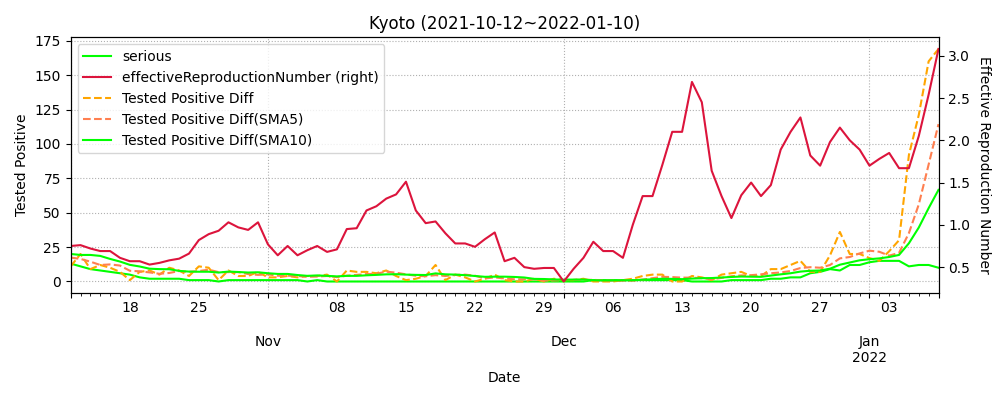 Kyoto (2021-10-12~2022-01-10)
serious
effectiveReproductionNumber (right)
Tested Positive Diff
Tested Positive Diff(SMA5)
Tested Positive Diff(SMA10)
Tested Positive
175
150
125
100
75
50
25
0
3.0
2.5
2.0
1.5
1.0
0.5
Effective Reproduction Number
18 25 08 15 22 29 06 13 20 27 03
Nov Dec Jan
2022
Date